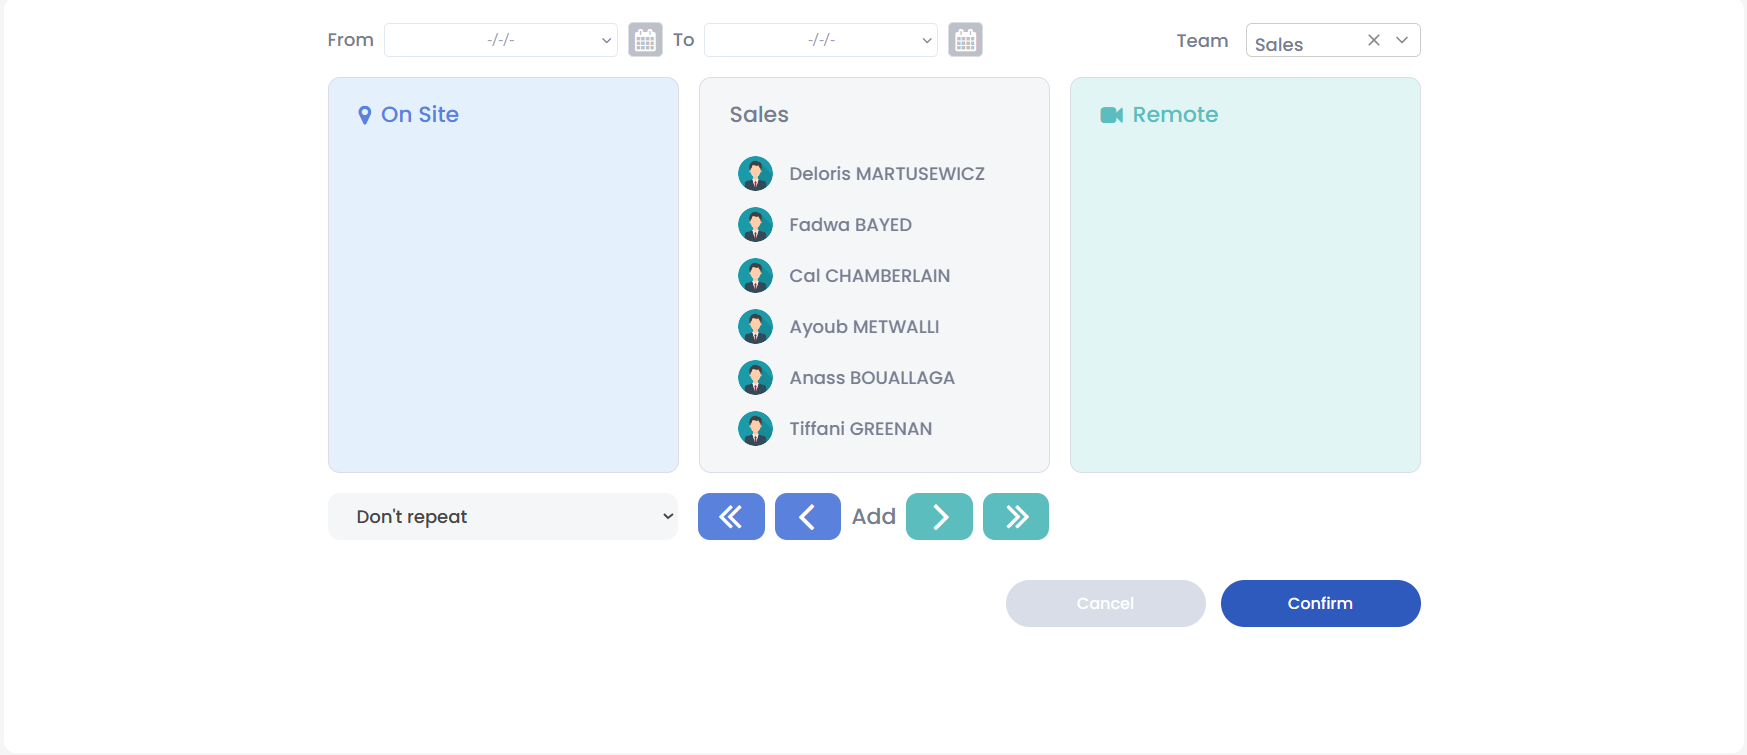 From -/-/- To -/-/- Team Sales
On Site
Sales
Remote
Deloris MARTUSEWICZ
Fadwa BAYED
Cal CHAMBERLAIN
Ayoub METWALLI
Anass BOUALLAGA
Tiffani GREENAN
Don't repeat
Add
Cancel
Confirm